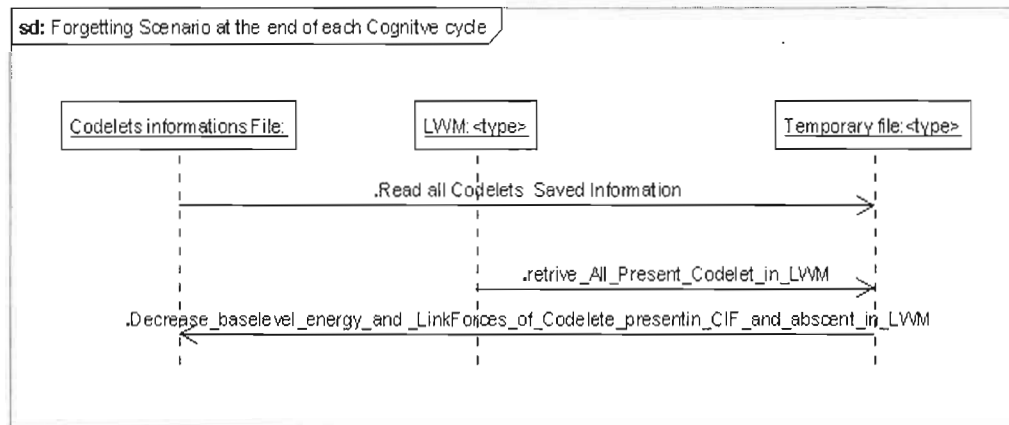 sd: Forgetting Scenario at the end of each Cognitve cycle
Codelets informations File:
LWM:<type>
Temporary file:<type>
.Read all Codelets Saved Information
.retrive_All_Present_Codelet_in_LWM
.Decrease_baselevel_energy_and _LinkForces_of_Codelete_presentin_CIF_and_abscent_in_LWM